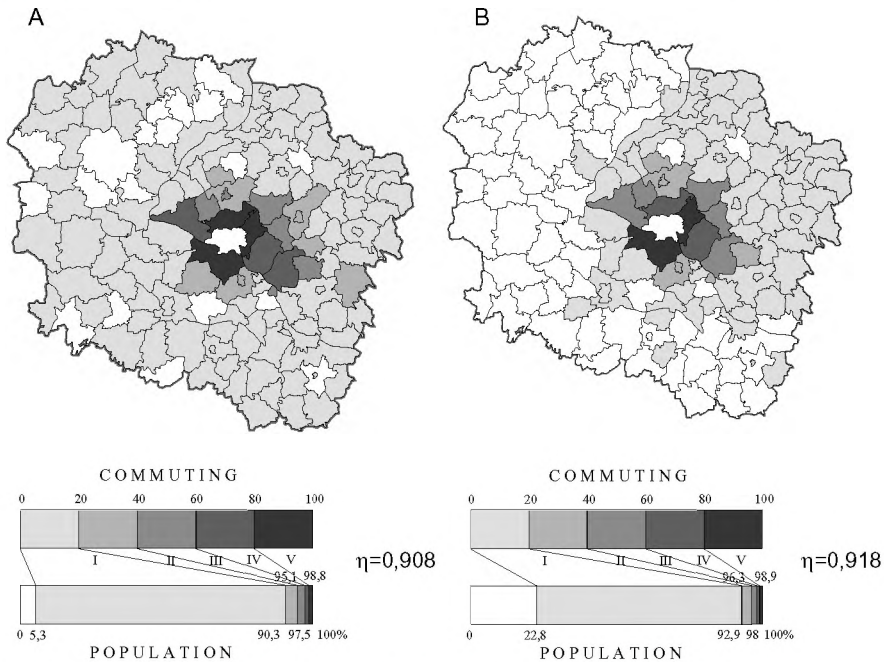 A
B
COMMUTING
0 20 40 60 80 100
I II III IV V
95,1 98,8
η=0,908
0 5,3 90,3 97,5 100%
POPULATION
COMMUTING
0 20 40 60 80 100
I II III IV V
96,3 98,9
η=0,918
0 22,8 92,9 98 100%
POPULATION